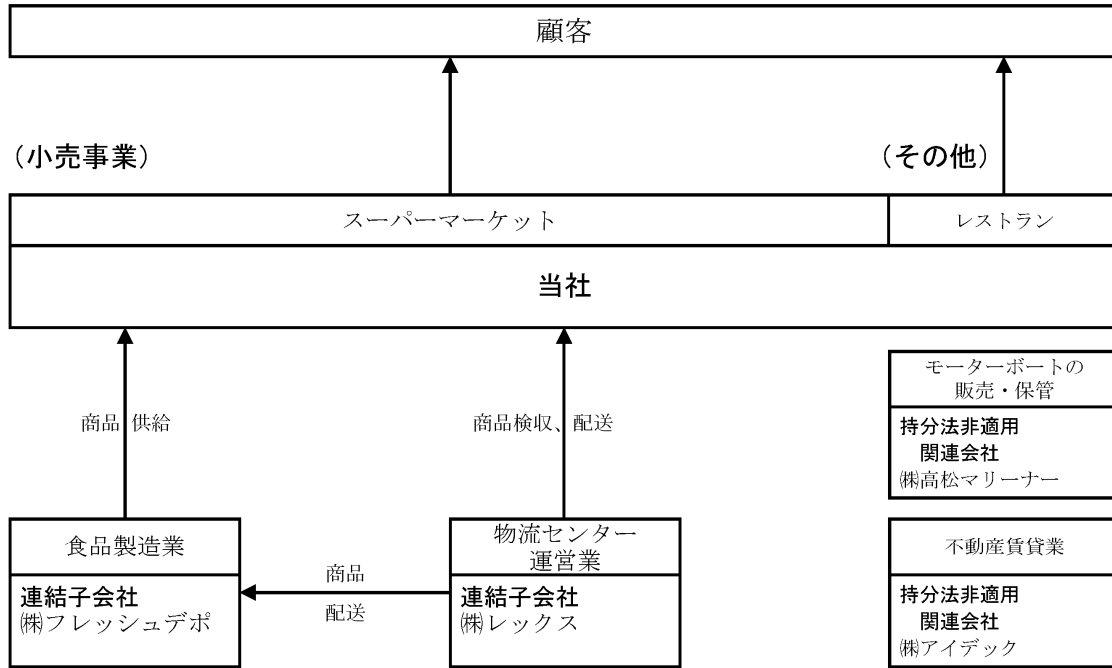 顧客
（小売事業）
（その他）
スーパーマーケット
レストラン
当社
商品 供給
商品検収、配送
モーターボートの
販売・保管
持分法非適用
関連会社
㈱高松マリーナー
食品製造業
連結子会社
㈱フレッシュデポ
商品
配送
物流センター
運営業
連結子会社
㈱レックス
不動産賃貸業
持分法非適用
関連会社
㈱アイデック